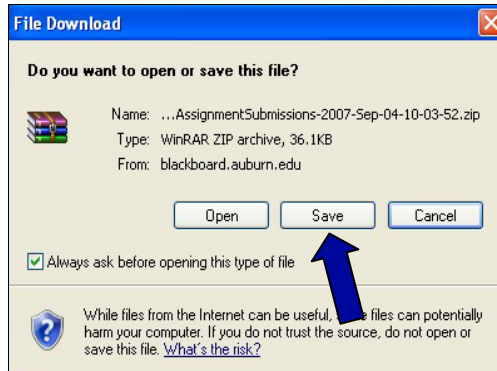 File Download
Do you want to open or save this file?
Name: ...AssignmentSubmissions-2007-Sep-04-10-03-52.zip
Type: WinRAR ZIP archive, 36.1KB
From: blackboard.auburn.edu
Open Save Cancel
Always ask before opening this type of file
While files from the Internet can be useful, files can potentially
harm your computer. If you do not trust the source, do not open or
save this file. What's the risk?